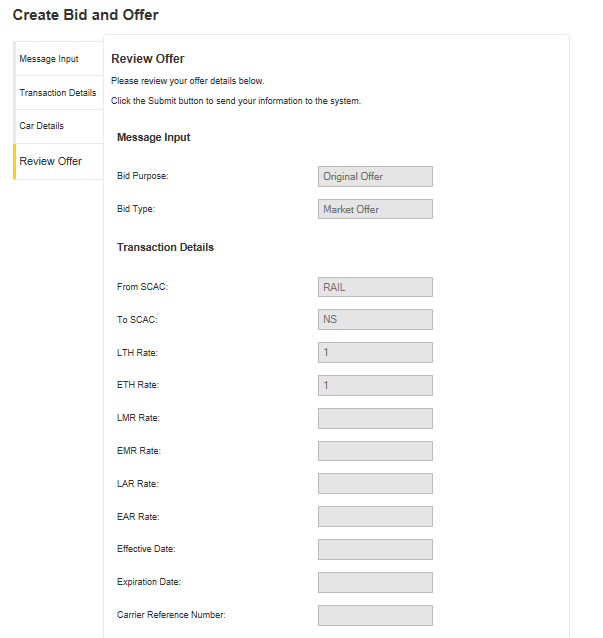 Create Bid and Offer
Message Input
Transaction Details
Car Details
Review Offer
Review Offer
Please review your offer details below.
Click the Submit button to send your information to the system.
Message Input
Bid Purpose: Original Offer
Bid Type: Market Offer
Transaction Details
From SCAC: RAIL
To SCAC: NS
LTH Rate: 1
ETH Rate: 1
LMR Rate:
EMR Rate:
LAR Rate:
EAR Rate:
Effective Date:
Expiration Date:
Carrier Reference Number: